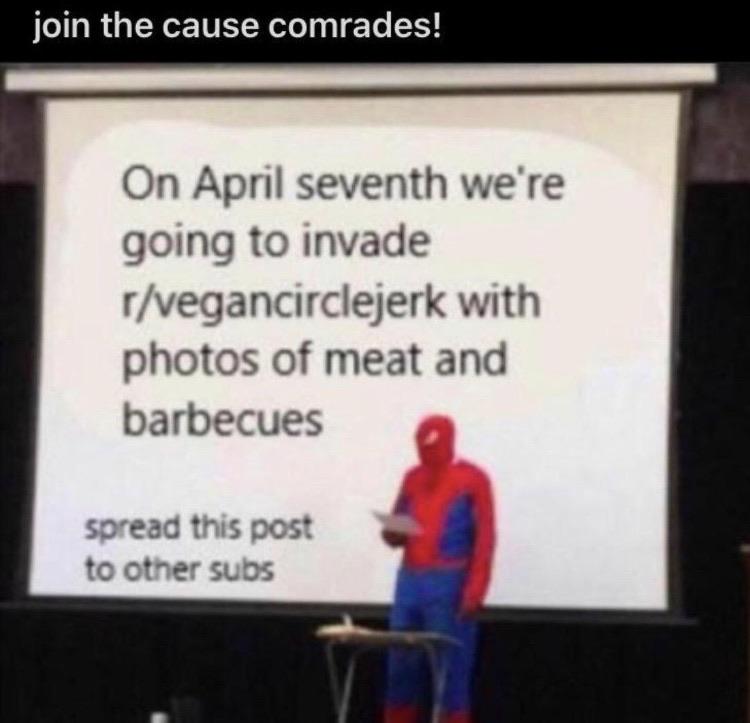 join the cause comrades!
On April seventh we're
going to invade
r/vegancirclejerk with
photos of meat and
barbecues
spread this post
to other subs